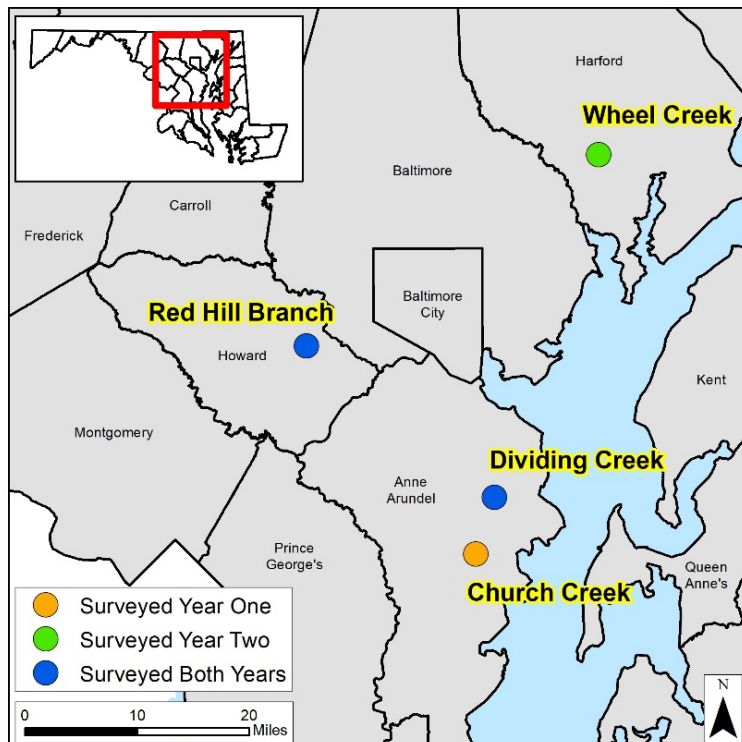 Harford
Wheel Creek
Baltimore
Carroll
Frederick
Baltimore
City
Red Hill Branch
Howard
Kent
Montgomery
Dividing Creek
Anne
Arundel
Prince
George's
Queen
Anne's
Church Creek
Surveyed Year One
Surveyed Year Two
Surveyed Both Years
0 10 20
Miles
N